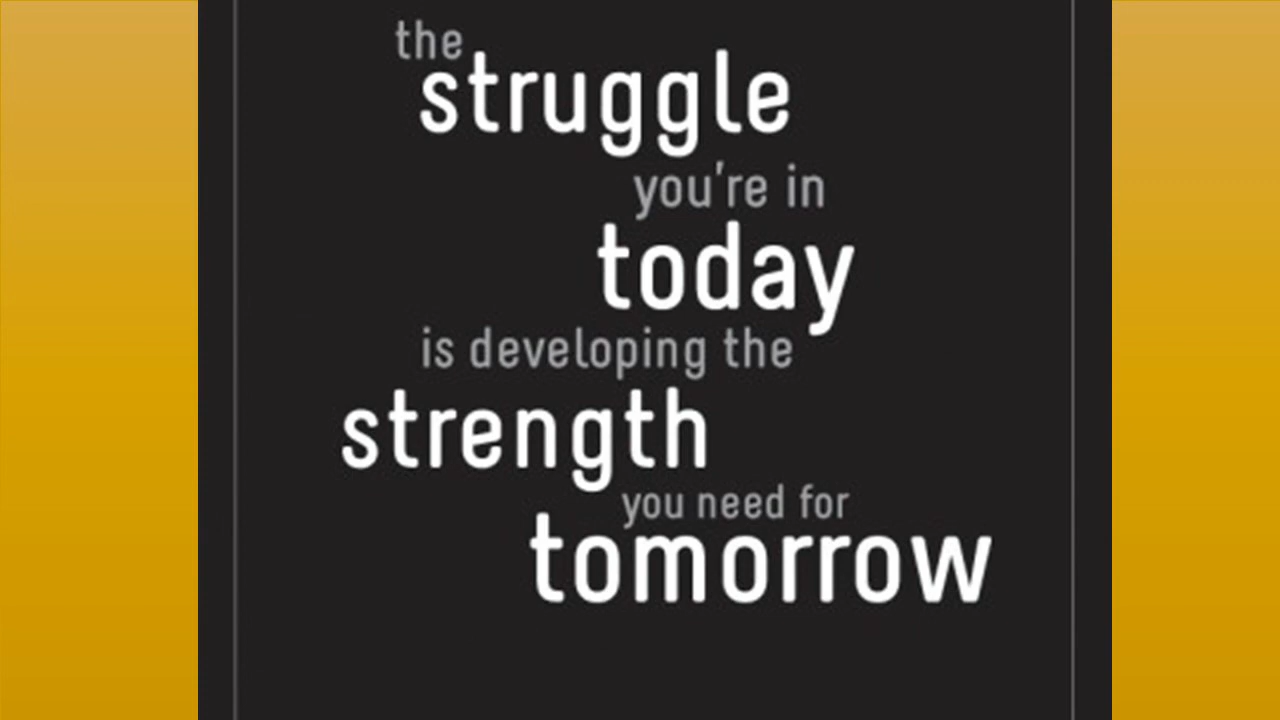 the
struggle
you're in
today
is developing the
strength
you need for
tomorrow